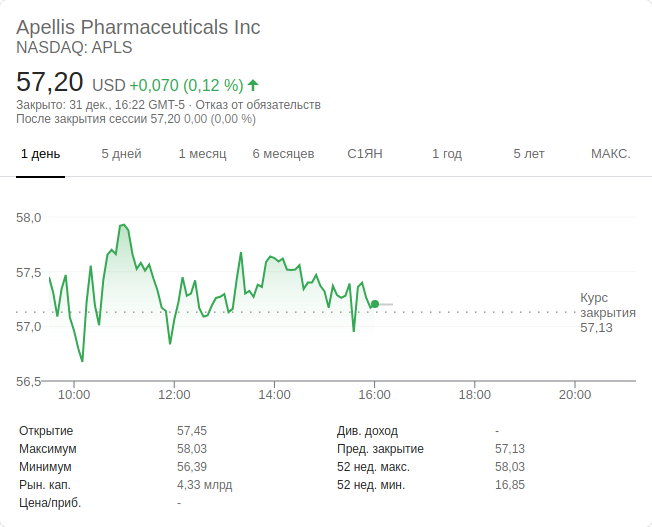 Apellis Pharmaceuticals Inc
NASDAQ: APLS
57,20 USD +0,070 (0,12 %)
Закрыто: 31 дек., 16:22 GMT-5 · Отказ от обязательств
После закрытия сессии 57,20 0,00 (0,00 %)
1 день 5 дней 1 месяц 6 месяцев С1ЯН 1 год 5 лет МАКС.
58,0
57,5
57,0
56,5
Курс
закрытия
57,13
10:00 12:00 14:00 16:00 18:00 20:00
Открытие 57,45 Див. доход -
Максимум 58,03 Пред. закрытие 57,13
Минимум 56,39 52 нед. макс. 58,03
Рын. кап. 4,33 млрд 52 нед. мин. 16,85
Цена/приб. -